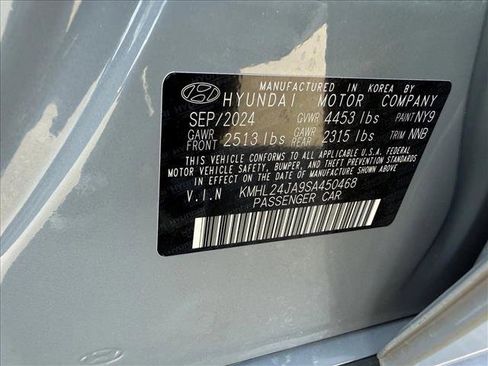 MANUFACTURED IN KOREA BY
HYUNDAI MOTOR COMPANY
SEP/2024 GVWR 4453 lbs PAINT NY9
GAWR FRONT 2513 lbs GAWR REAR 2315 lbs TRIM NNB
THIS VEHICLE CONFORMS TO ALL APPLICABLE U.S.A. FEDERAL
MOTOR VEHICLE SAFETY, BUMPER, AND THEFT PREVENTION STANDARDS
IN EFFECT ON THE DATE OF MANUFACTURE SHOWN ABOVE
V.I.N KMHL24JA9SA450468
PASSENGER CAR